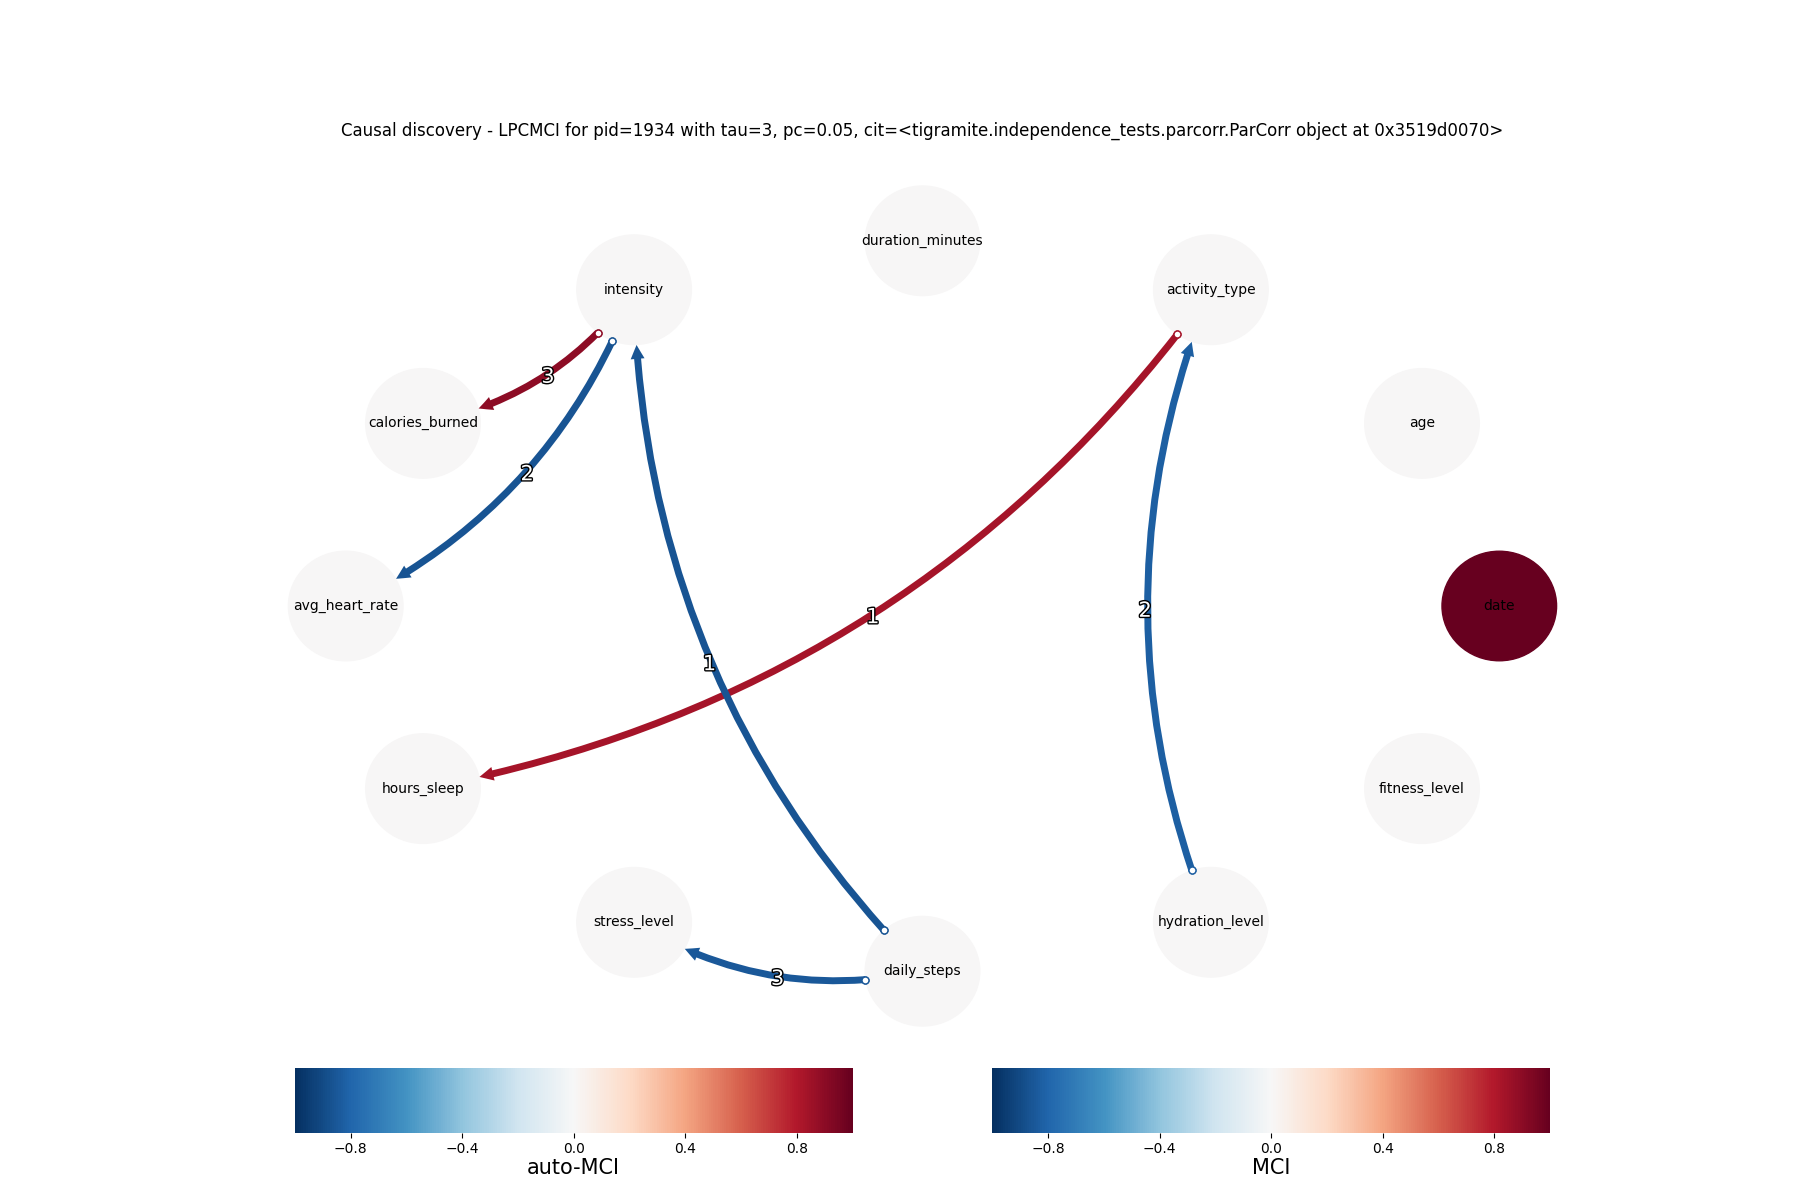 Causal discovery - LPCMCI for pid=1934 with tau=3, pc=0.05, cit=<tigramite.independence_tests.parcorr.ParCorr object at 0x3519d0070>
duration_minutes
intensity
activity_type
3
calories_burned
age
2
avg_heart_rate
date
1
2
1
hours_sleep
fitness_level
stress_level
hydration_level
daily_steps
3
−0.8 −0.4 0.0 0.4 0.8
auto-MCI
−0.8 −0.4 0.0 0.4 0.8
MCI